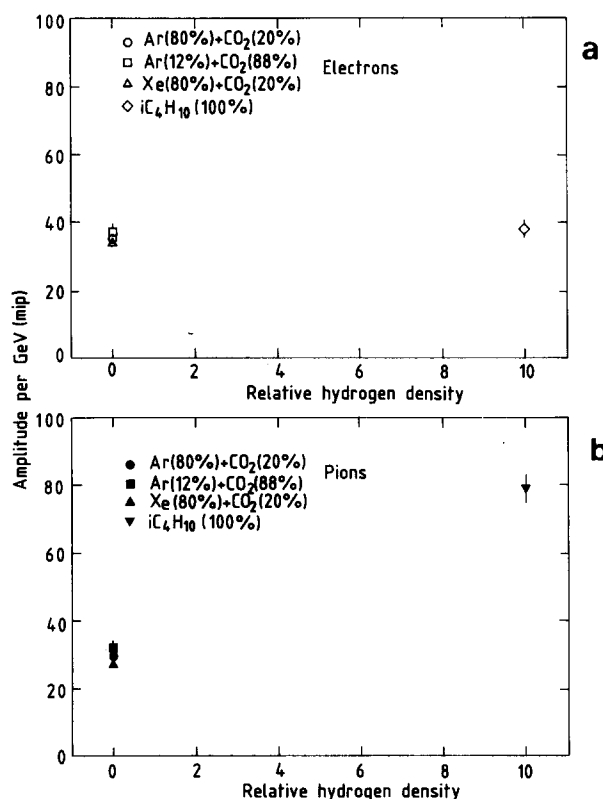 a
Electrons
Ar(80%)+CO₂(20%)
Ar(12%)+CO₂(88%)
Xe(80%)+CO₂(20%)
iC₄H₁₀(100%)
100
80
60
40
20
0
0 2 4 6 8 10
Relative hydrogen density
Amplitude per GeV (mip)
b
Pions
Ar(80%)+CO₂(20%)
Ar(12%)+CO₂(88%)
Xe(80%)+CO₂(20%)
iC₄H₁₀(100%)
100
80
60
40
20
0
0 2 4 6 8 10
Relative hydrogen density